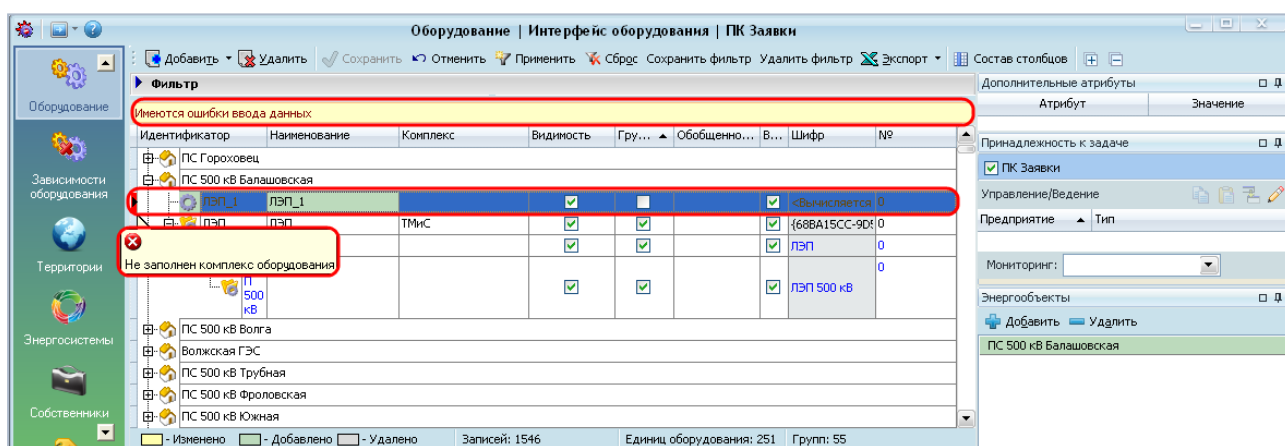 Оборудование | Интерфейс оборудования | ПК Заявки
Добавить Удалить Сохранить Отменить Применить Сброс Сохранить фильтр Удалить фильтр Экспорт Состав столбцов
Оборудование
Зависимости
оборудования
Территории
Энергосистемы
Собственники
Фильтр
Имеются ошибки ввода данных
Идентификатор Наименование Комплекс Видимость Гру... Обобщенно... В... Шифр №
ПС Гороховец
ПС 500 кВ Балашовская
ЛЭП_1 ЛЭП_1 <Вычисляется 0
ЛЭП ЛЭП ТМиС {68BA15CC-9D5 0
ЛЭП 0
Не заполнен комплекс оборудования
П
500
кВ
ЛЭП 500 кВ 0
ПС 500 кВ Волга
Волжская ГЭС
ПС 500 кВ Трубная
ПС 500 кВ Фроловская
ПС 500 кВ Южная
- Изменено - Добавлено - Удалено Записей: 1546 Единиц оборудования: 251 Групп: 55
Дополнительные атрибуты
Атрибут Значение
Принадлежность к задаче
ПК Заявки
Управление/Ведение
Предприятие Тип
Мониторинг:
Энергообъекты
Добавить Удалить
ПС 500 кВ Балашовская